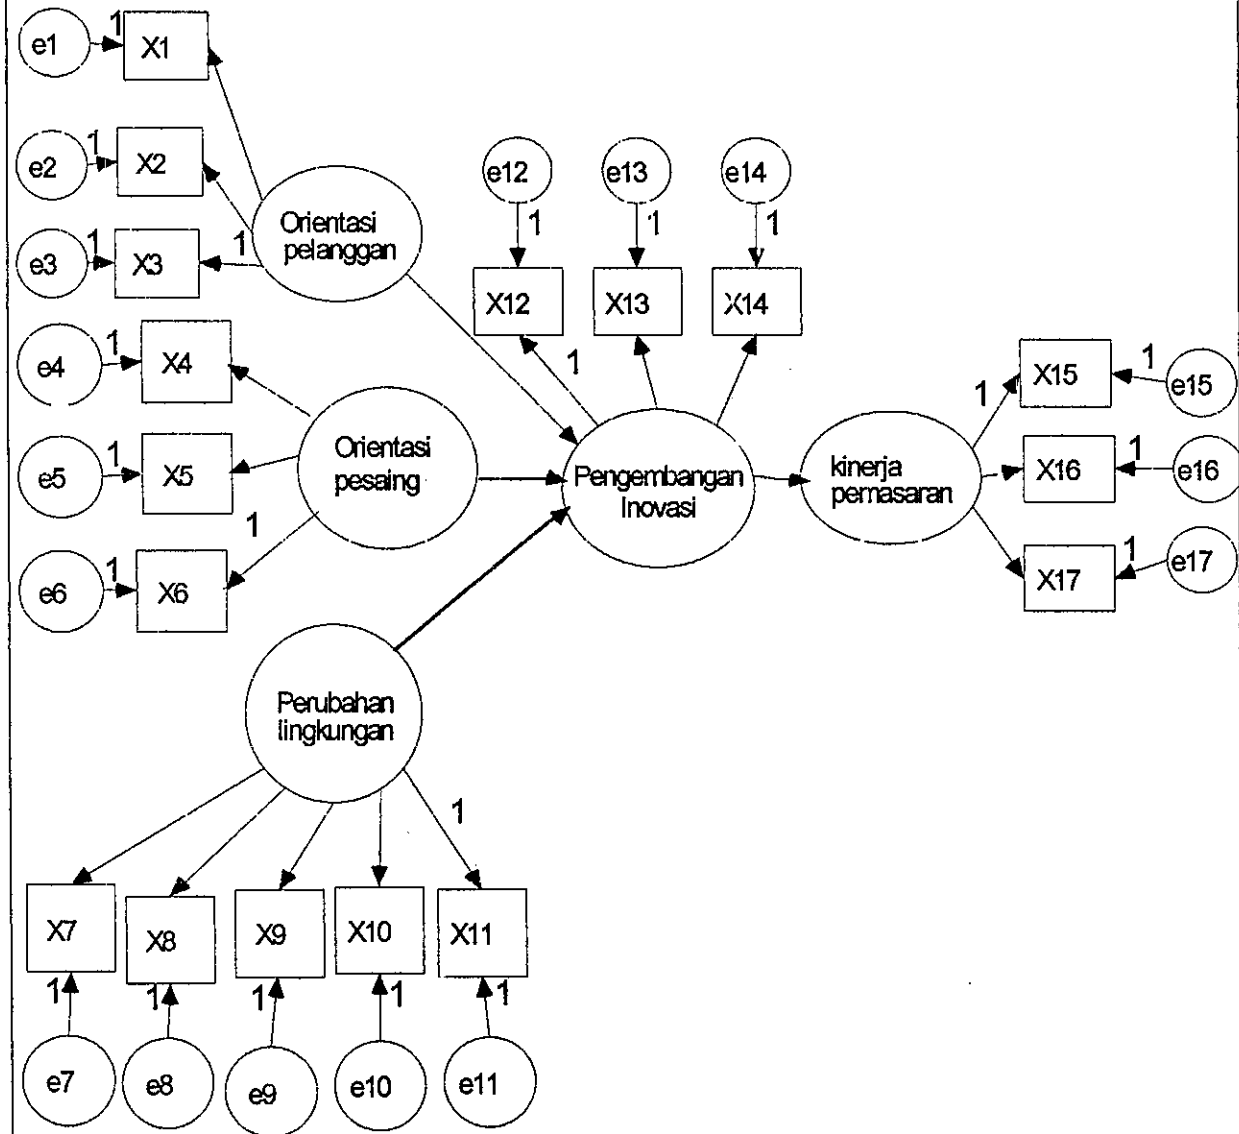 e1
1
X1
e2
1
X2
e3
1
X3
1
Orientasi
pelanggan
e12
e13
e14
1
1
1
X12
X13
X14
1
e4
1
X4
e5
1
X5
Orientasi
pesaing
1
e6
1
X6
Pengembangan
Inovasi
kinerja
pemasaran
1
X15
1
e15
X16
1
e16
X17
1
e17
Perubahan
lingkungan
1
X7
X8
X9
X10
X11
1
1
1
1
1
e7
e8
e9
e10
e11